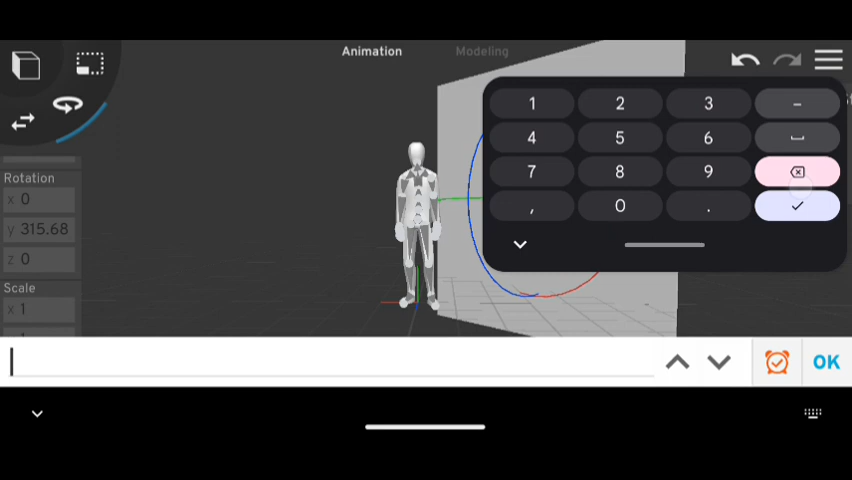 Animation Modeling
1 2 3 -
4 5 6
7 8 9
, 0 .
Rotation
x 0
y 315.68
z 0
Scale
x 1
OK